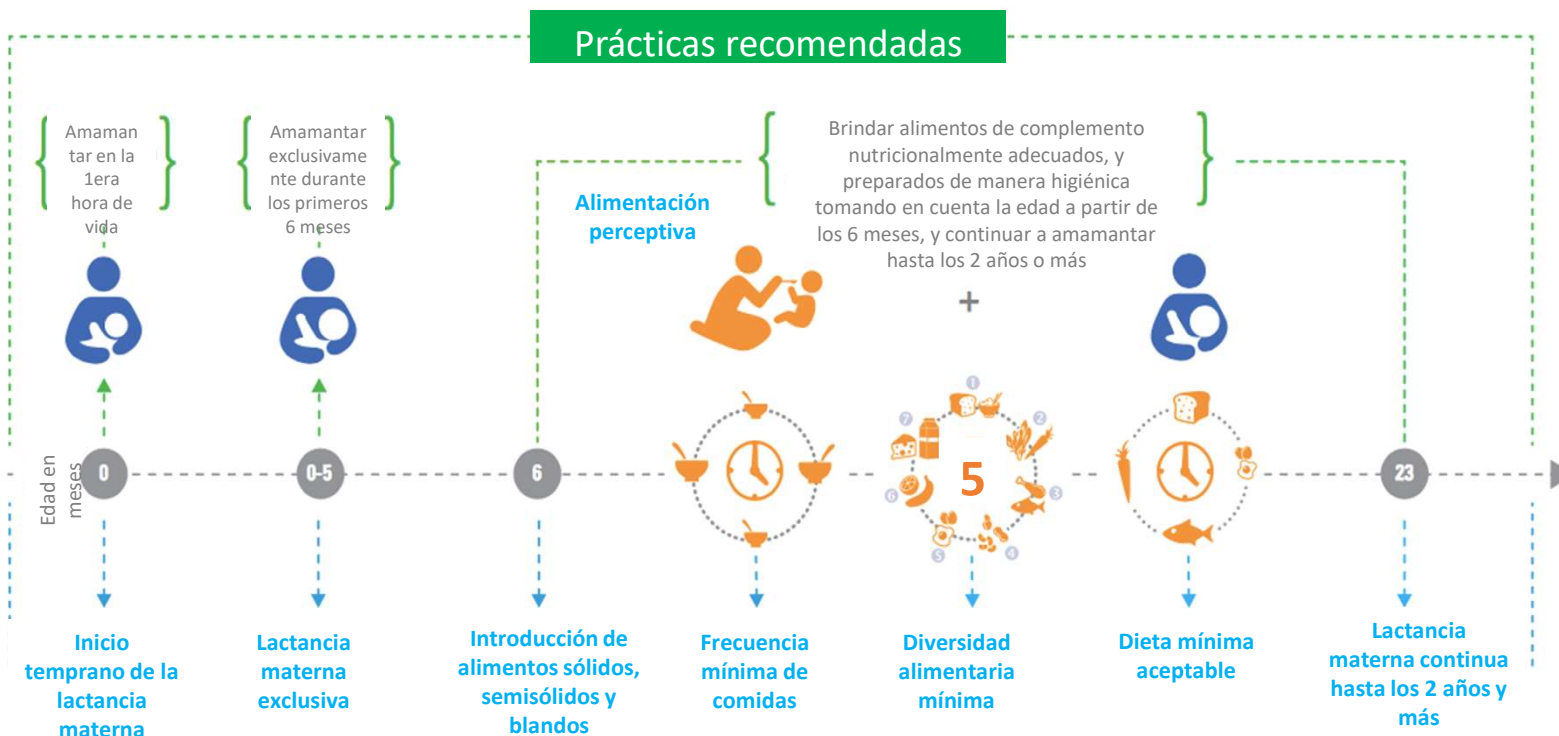 Prácticas recomendadas
Amaman
tar en la
1era
hora de
vida
Amamantar
exclusivame
nte durante
los primeros
6 meses
Alimentación
perceptiva
Brindar alimentos de complemento
nutricionalmente adecuados, y
preparados de manera higiénica
tomando en cuenta la edad a partir de
los 6 meses, y continuar a amamantar
hasta los 2 años o más
+
Edad en
meses
0
0-5
6
1
2
3
4
5
6
7
5
23
Inicio
temprano de la
lactancia
materna
Lactancia
materna
exclusiva
Introducción de
alimentos sólidos,
semisólidos y
blandos
Frecuencia
mínima de
comidas
Diversidad
alimentaria
mínima
Dieta mínima
aceptable
Lactancia
materna continua
hasta los 2 años y
más